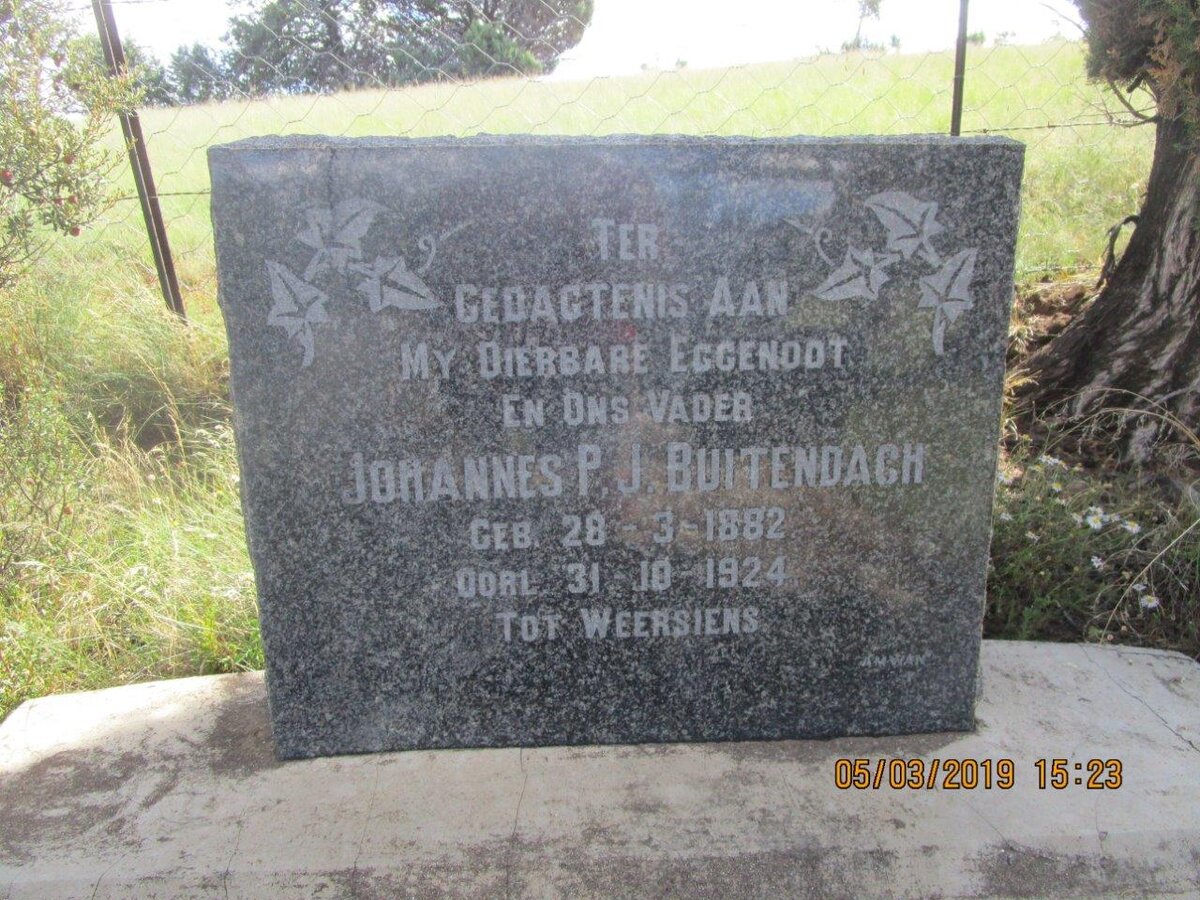 TER
GEDAGTENIS AAN
MY DIERBARE EGGENOOT
EN ONS VADER
JOHANNES P. J. BUITENDACH
GEB. 28-3-1882
OORL. 31-10-1924
TOT WEERSIENS
05/03/2019 15:23